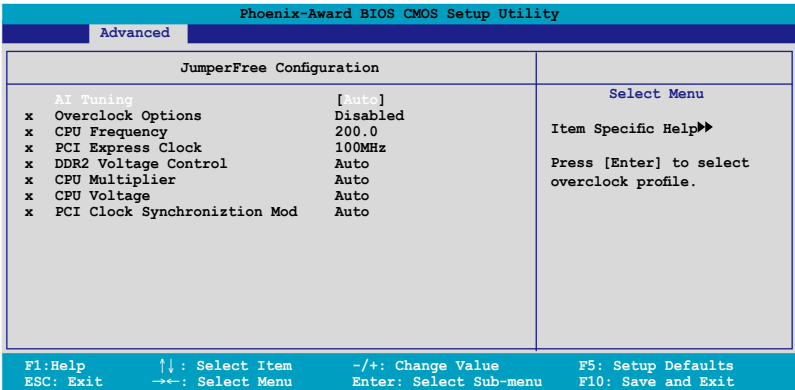 Phoenix-Award BIOS CMOS Setup Utility
Advanced
JumperFree Configuration
Select Menu
AI Tuning [Auto]
x Overclock Options Disabled
x CPU Frequency 200.0
x PCI Express Clock 100MHz
x DDR2 Voltage Control Auto
x CPU Multiplier Auto
x CPU Voltage Auto
x PCI Clock Synchroniztion Mod Auto
Item Specific Help▶▶
Press [Enter] to select
overclock profile.
F1:Help ↑↓: Select Item -/+: Change Value F5: Setup Defaults
ESC: Exit →←: Select Menu Enter: Select Sub-menu F10: Save and Exit